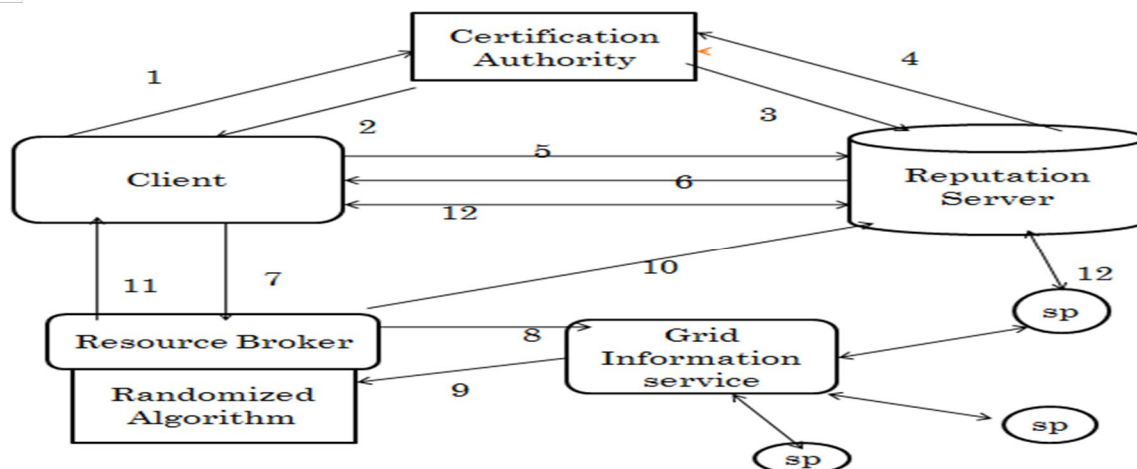 Certification
Authority
1
4
2
3
5
Client
6
Reputation
Server
12
10
11
7
12
sp
Resource Broker
8
Grid
Information
service
9
Randomized
Algorithm
sp
sp